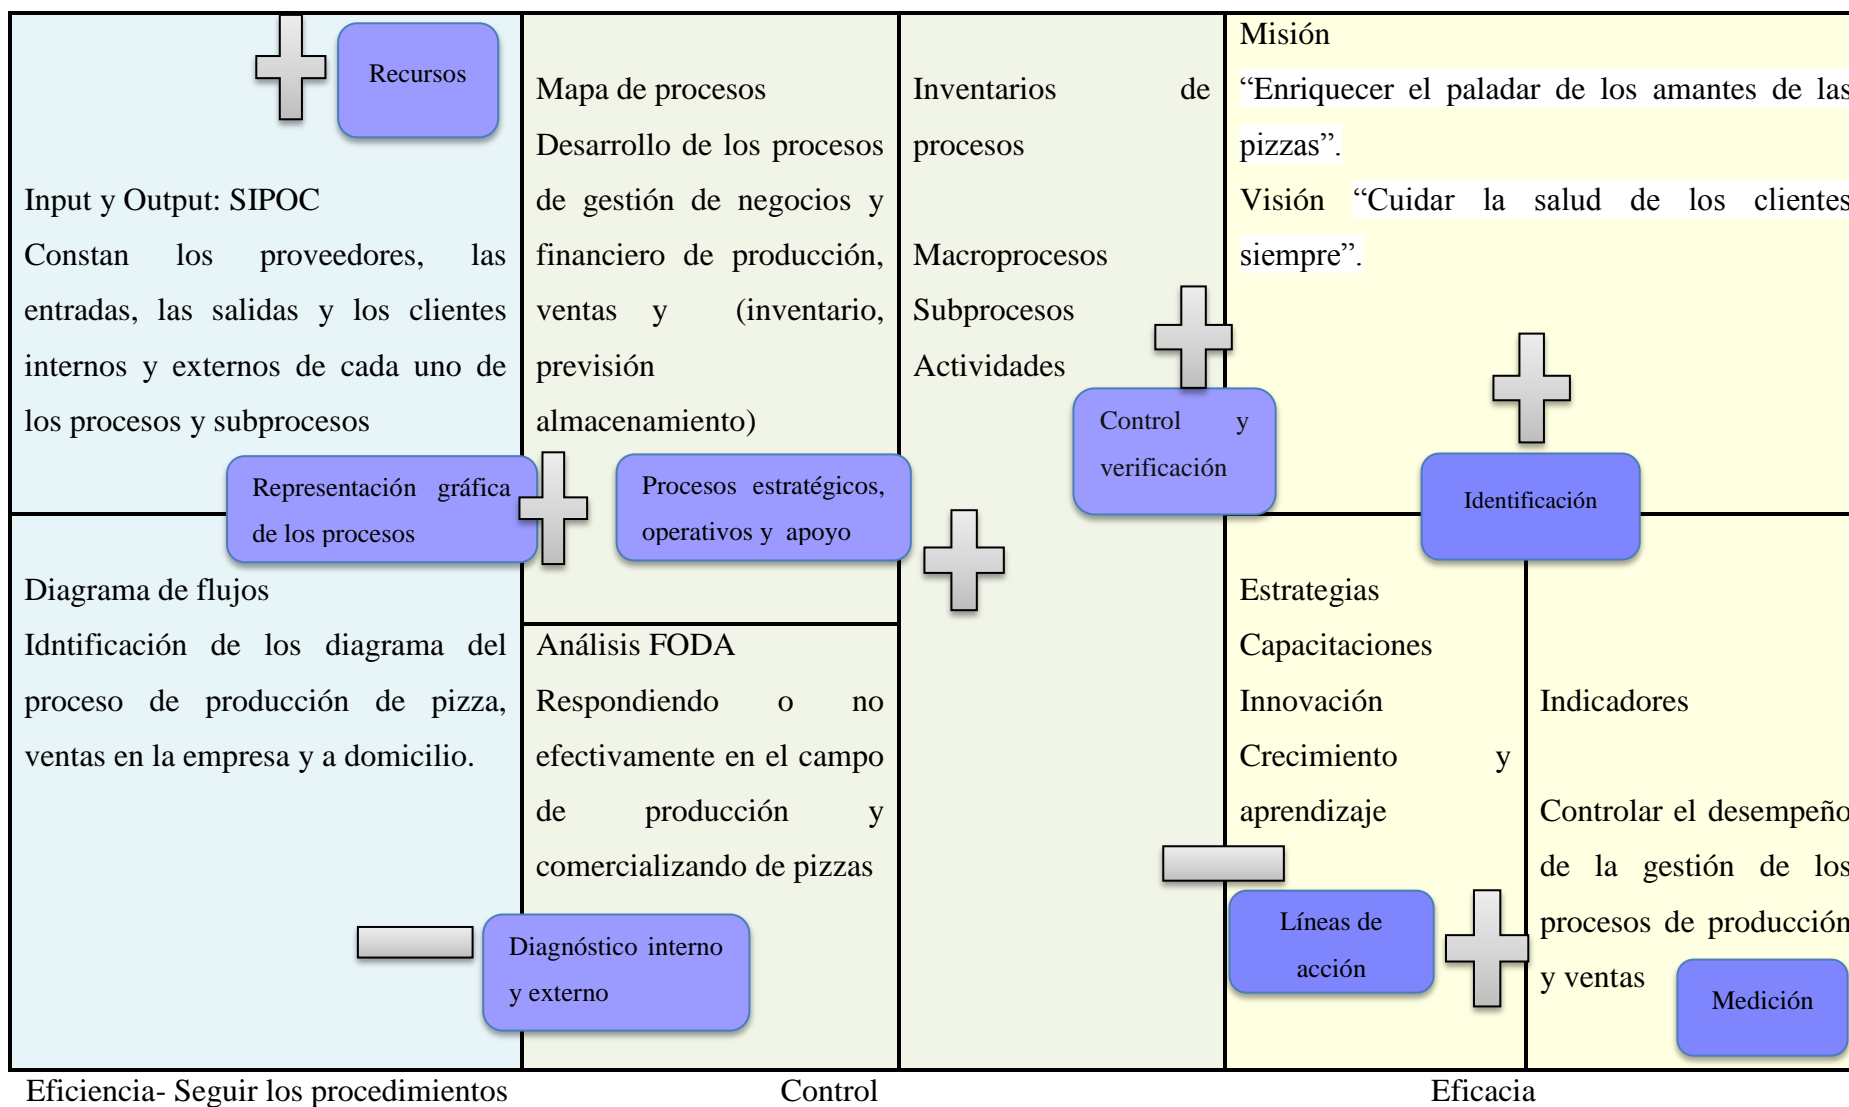 Recursos
Input y Output: SIPOC
Constan los proveedores, las
entradas, las salidas y los clientes
internos y externos de cada uno de
los procesos y subprocesos
Representación gráfica
de los procesos
Diagrama de flujos
Idntificación de los diagrama del
proceso de producción de pizza,
ventas en la empresa y a domicilio.
Mapa de procesos
Desarrollo de los procesos
de gestión de negocios y
financiero de producción,
ventas y (inventario,
previsión
almacenamiento)
Procesos estratégicos,
operativos y apoyo
Análisis FODA
Respondiendo o no
efectivamente en el campo
de producción y
comercializando de pizzas
Diagnóstico interno
y externo
Inventarios de
procesos
Macroprocesos
Subprocesos
Actividades
Control y
verificación
Misión
“Enriquecer el paladar de los amantes de las
pizzas”.
Visión “Cuidar la salud de los clientes
siempre”.
Identificación
Estrategias
Capacitaciones
Innovación
Crecimiento y
aprendizaje
Líneas de
acción
Indicadores
Controlar el desempeño
de la gestión de los
procesos de producción
y ventas
Medición
Eficiencia- Seguir los procedimientos
Control
Eficacia